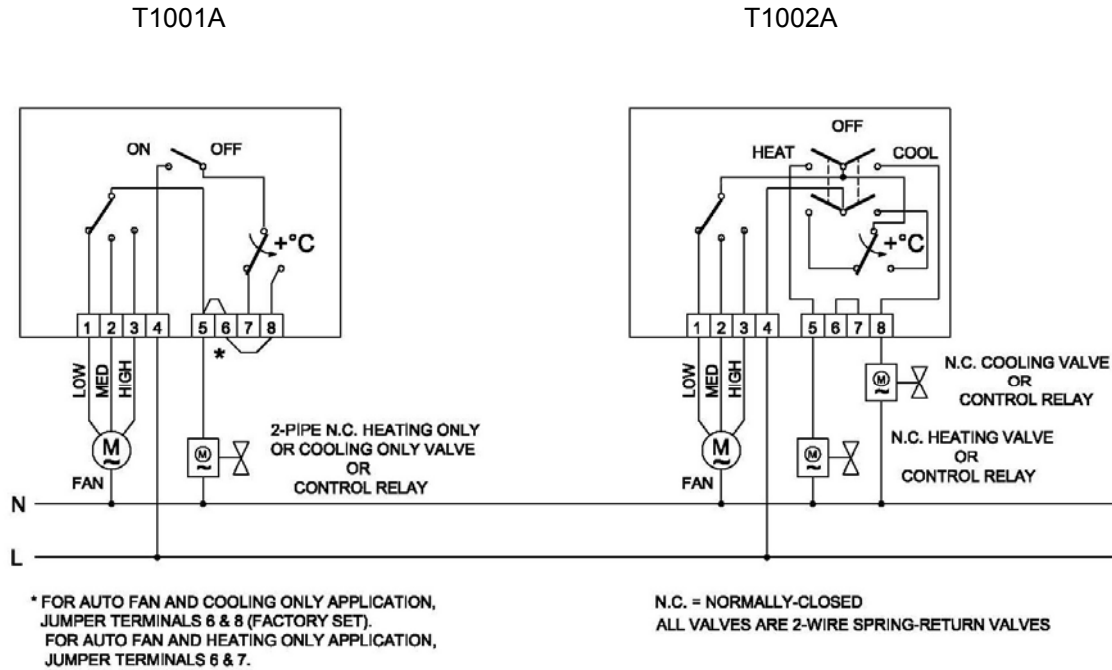 T1001A
ON OFF
+°C
1 2 3 4 5 6 7 8
*
LOW
MED
HIGH
M
~
FAN
M
~
2-PIPE N.C. HEATING ONLY
OR COOLING ONLY VALVE
OR
CONTROL RELAY
T1002A
OFF
HEAT COOL
+°C
1 2 3 4 5 6 7 8
LOW
MED
HIGH
M
~
FAN
M
~
N.C. COOLING VALVE
OR
CONTROL RELAY
M
~
N.C. HEATING VALVE
OR
CONTROL RELAY
N
L
* FOR AUTO FAN AND COOLING ONLY APPLICATION,
JUMPER TERMINALS 6 & 8 (FACTORY SET).
FOR AUTO FAN AND HEATING ONLY APPLICATION,
JUMPER TERMINALS 6 & 7.
N.C. = NORMALLY-CLOSED
ALL VALVES ARE 2-WIRE SPRING-RETURN VALVES